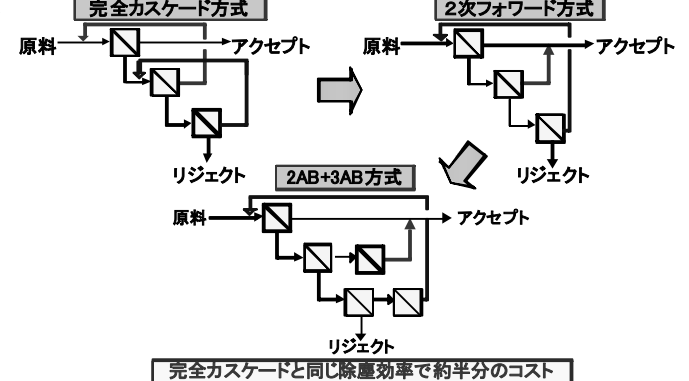 完全カスケード方式
2次フォワード方式
原料
アクセプト
原料
アクセプト
リジェクト
リジェクト
2AB+3AB方式
原料
アクセプト
リジェクト
完全カスケードと同じ除塵効率で約半分のコスト